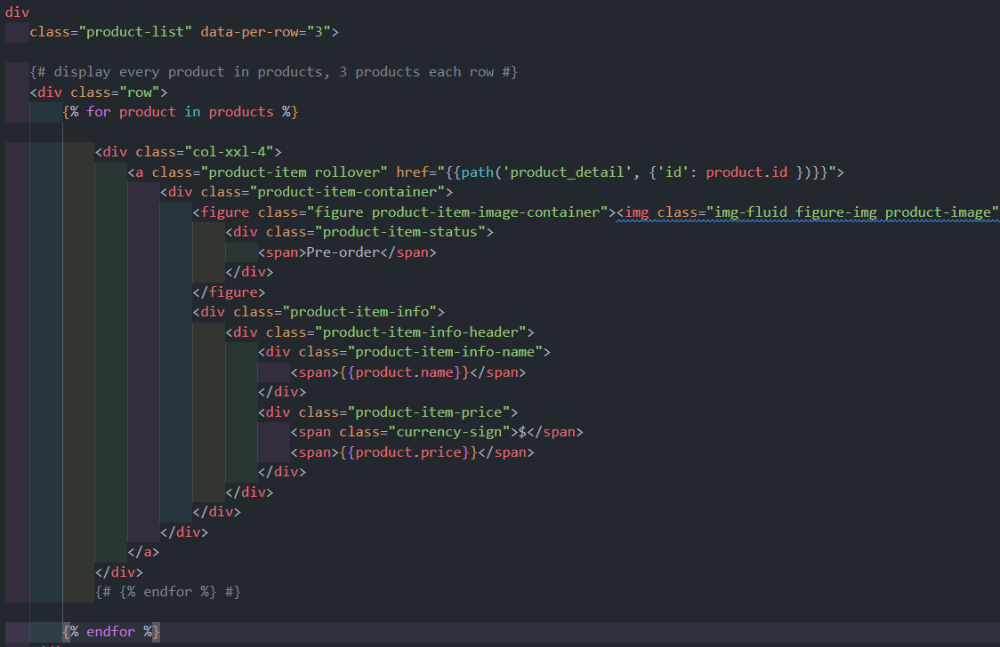 div
class="product-list" data-per-row="3">
{# display every product in products, 3 products each row #}
<div class="row">
{% for product in products %}
<div class="col-xxl-4">
<a class="product-item rollover" href="{{path('product_detail', {'id': product.id })}}">
<div class="product-item-container">
<figure class="figure product-item-image-container"><img class="img-fluid figure-img product-image"
<div class="product-item-status">
<span>Pre-order</span>
</div>
</figure>
<div class="product-item-info">
<div class="product-item-info-header">
<div class="product-item-info-name">
<span>{{product.name}}</span>
</div>
<div class="product-item-price">
<span class="currency-sign">$</span>
<span>{{product.price}}</span>
</div>
</div>
</div>
</div>
</a>
</div>
{# {% endfor %} #}
{% endfor %}